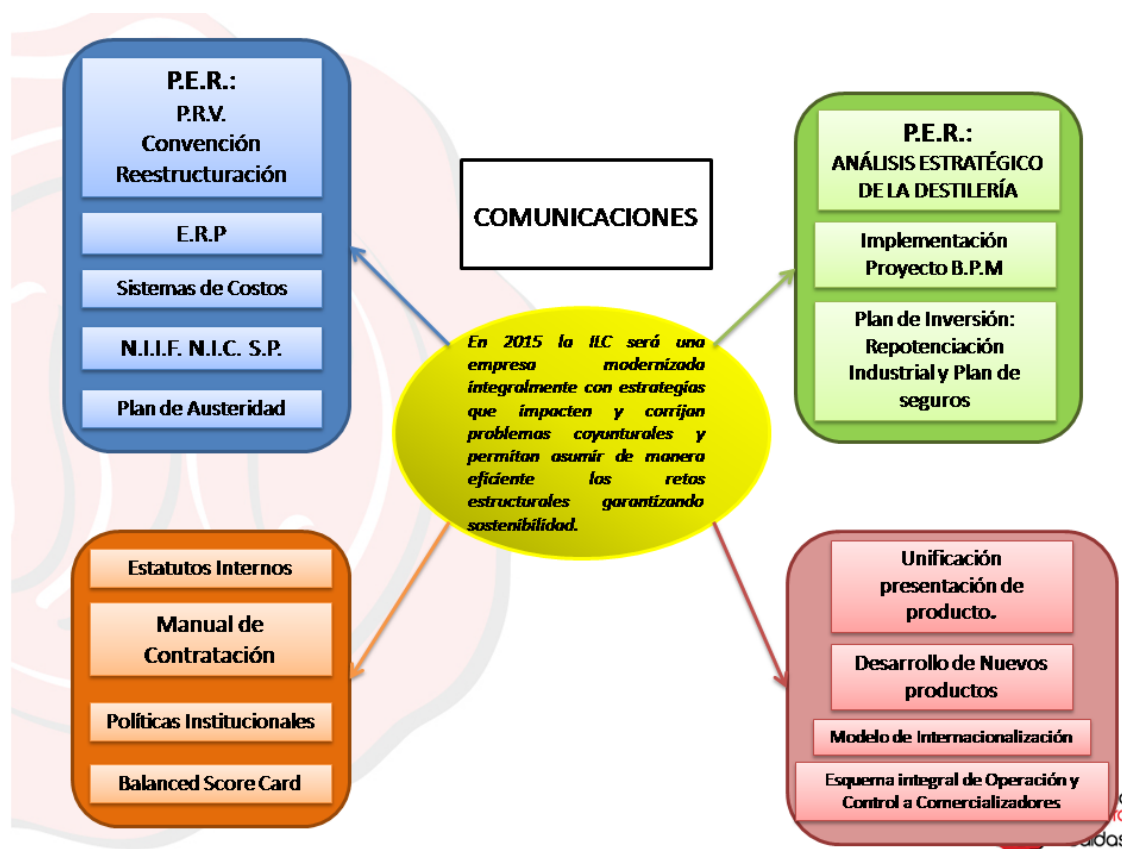 P.E.R.:
P.R.V.
Convención
Reestructuración
E.R.P
Sistemas de Costos
N.I.I.F. N.I.C. S.P.
Plan de Austeridad
COMUNICACIONES
P.E.R.:
ANÁLISIS ESTRATÉGICO
DE LA DESTILERÍA
Implementación
Proyecto B.P.M
Plan de Inversión:
Repotenciación
Industrial y Plan de
seguros
En 2015 la ILC será una
empresa modernizada
integralmente con estrategias
que impacten y corrijan
problemas coyunturales y
permitan asumir de manera
eficiente los retos
estructurales garantizando
sostenibilidad.
Estatutos Internos
Manual de
Contratación
Políticas Institucionales
Balanced Score Card
Unificación
presentación de
producto.
Desarrollo de Nuevos
productos
Modelo de Internacionalización
Esquema integral de Operación y
Control a Comercializadores